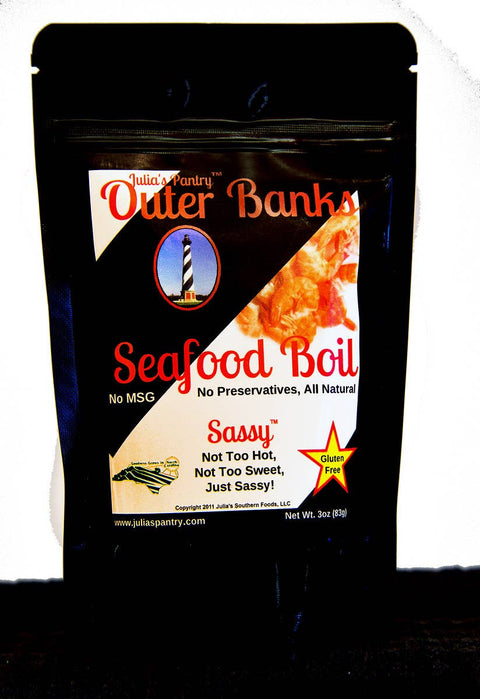 Julia's Pantry™
Outer Banks
Seafood Boil
No MSG
No Preservatives, All Natural
Sassy™
Not Too Hot,
Not Too Sweet,
Just Sassy!
Gluten
Free
Copyright 2011 Julia's Southern Foods, LLC
www.juliaspantry.com
Net Wt. 3oz (83g)